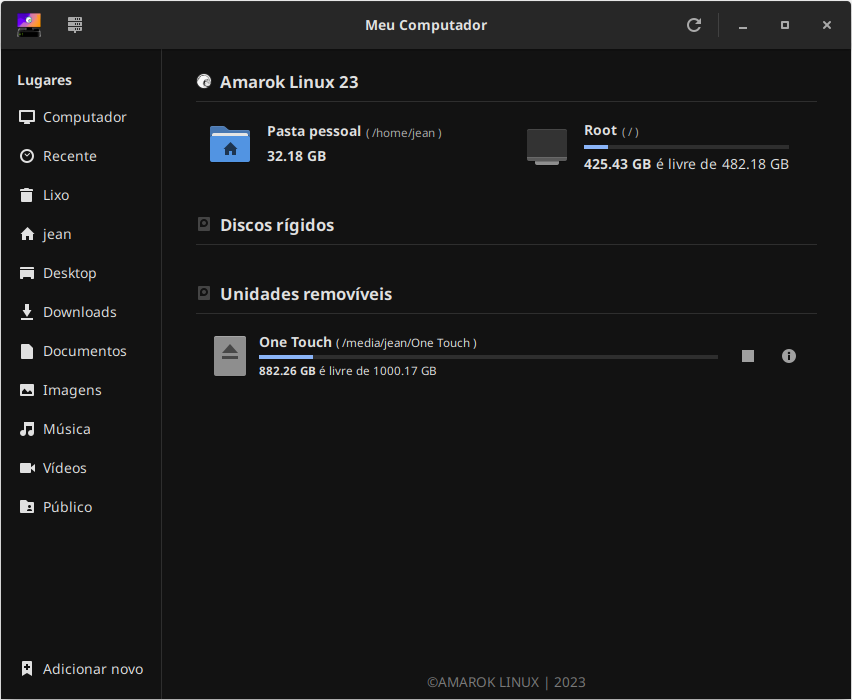 Meu Computador
Lugares
Computador
Recente
Lixo
jean
Desktop
Downloads
Documentos
Imagens
Música
Vídeos
Público
Adicionar novo
Amarok Linux 23
Pasta pessoal ( /home/jean )
32.18 GB
Root ( / )
425.43 GB é livre de 482.18 GB
Discos rígidos
Unidades removíveis
One Touch ( /media/jean/One Touch )
882.26 GB é livre de 1000.17 GB
©AMAROK LINUX | 2023